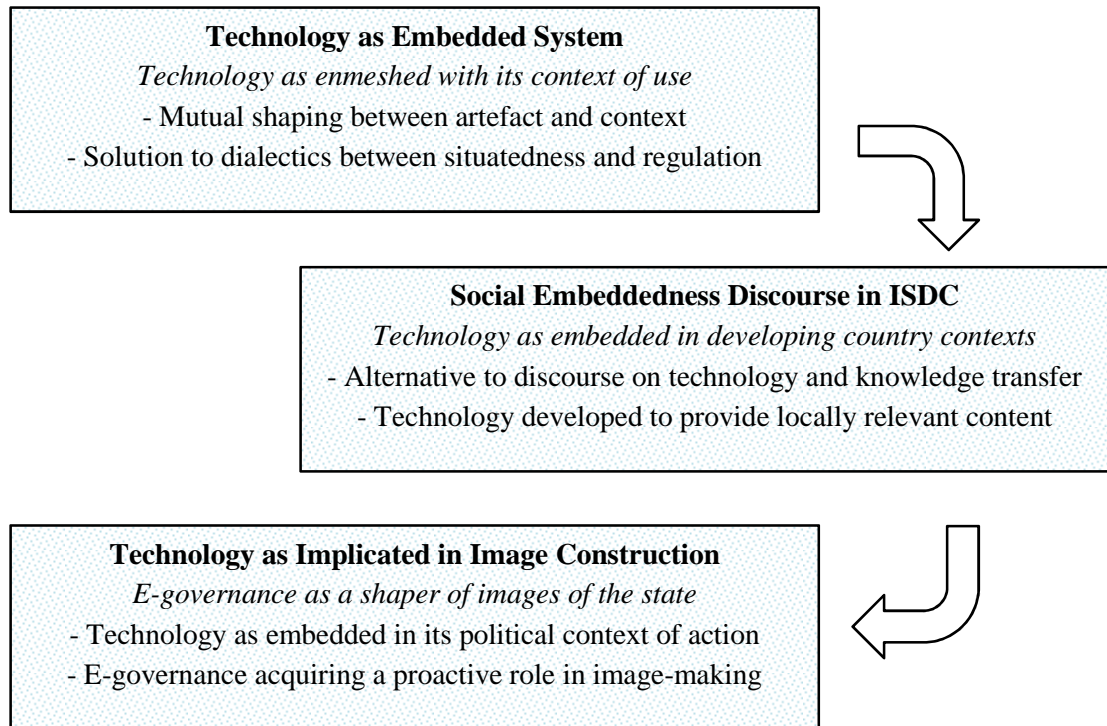 Technology as Embedded System
Technology as enmeshed with its context of use
- Mutual shaping between artefact and context
- Solution to dialectics between situatedness and regulation
Social Embeddedness Discourse in ISDC
Technology as embedded in developing country contexts
- Alternative to discourse on technology and knowledge transfer
- Technology developed to provide locally relevant content
Technology as Implicated in Image Construction
E-governance as a shaper of images of the state
- Technology as embedded in its political context of action
- E-governance acquiring a proactive role in image-making